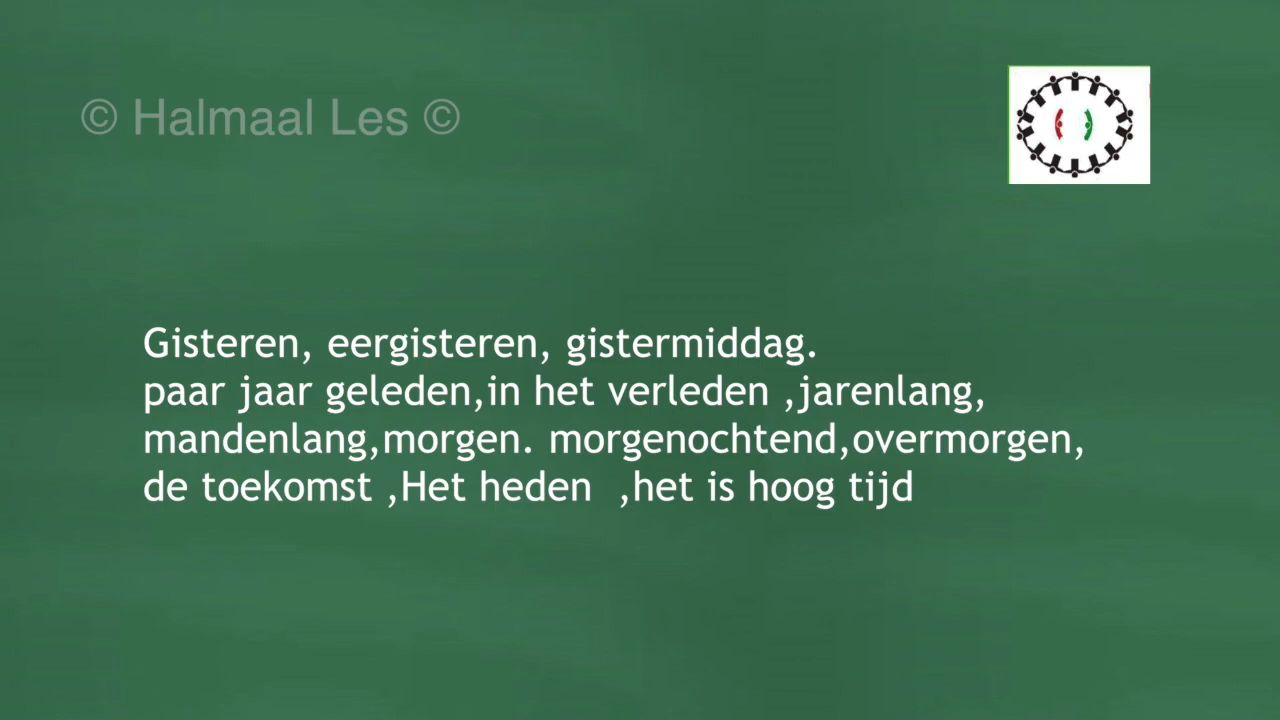 © Halmaal Les ©
Gisteren, eergisteren, gistermiddag.
paar jaar geleden,in het verleden ,jarenlang,
mandenlang,morgen. morgenochtend,overmorgen,
de toekomst ,Het heden  ,het is hoog tijd